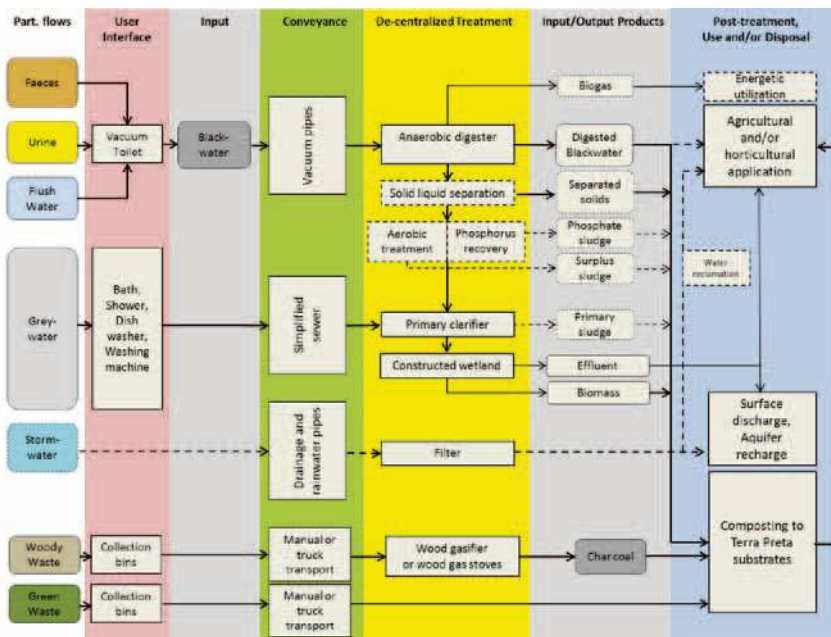 Part. flows
User
Interface
Input
Conveyance
De-centralized Treatment
Input/Output Products
Post-treatment,
Use and/or Disposal
Faeces
Urine
Flush
Water
Vacuum
Toilet
Black-
water
Vacuum pipes
Anaerobic digester
Solid liquid separation
Aerobic
treatment
Phosphorus
recovery
Biogas
Digested
Blackwater
Separated
solids
Phosphate
sludge
Surplus
sludge
Energetic
utilization
Agricultural
and/or
horticultural
application
Water
reclamation
Grey-
water
Bath,
Shower,
Dish
washer,
Washing
machine
Simplified
sewer
Primary clarifier
Constructed wetland
Primary
sludge
Effluent
Biomass
Surface
discharge,
Aquifer
recharge
Storm-
water
Drainage and
rainwater pipes
Filter
Woody
Waste
Collection
bins
Manual or
truck
transport
Wood gasifier
or wood gas stoves
Charcoal
Composting to
Terra Preta
substrates
Green
Waste
Collection
bins
Manual or
truck
transport